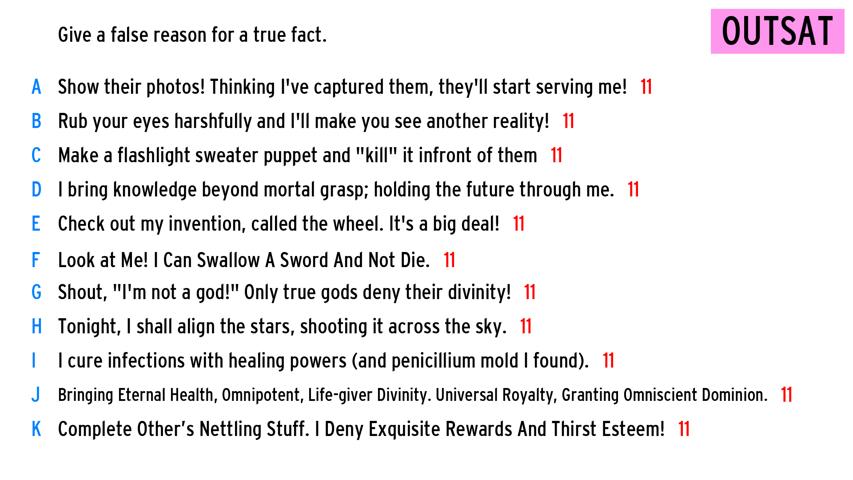 Give a false reason for a true fact.
OUTSAT
A Show their photos! Thinking I've captured them, they'll start serving me! 11
B Rub your eyes harshfully and I'll make you see another reality! 11
C Make a flashlight sweater puppet and "kill" it infront of them 11
D I bring knowledge beyond mortal grasp; holding the future through me. 11
E Check out my invention, called the wheel. It's a big deal! 11
F Look at Me! I Can Swallow A Sword And Not Die. 11
G Shout, "I'm not a god!" Only true gods deny their divinity! 11
H Tonight, I shall align the stars, shooting it across the sky. 11
I I cure infections with healing powers (and penicillium mold I found). 11
J Bringing Eternal Health, Omnipotent, Life-giver Divinity. Universal Royalty, Granting Omniscient Dominion. 11
K Complete Other’s Nettling Stuff. I Deny Exquisite Rewards And Thirst Esteem! 11